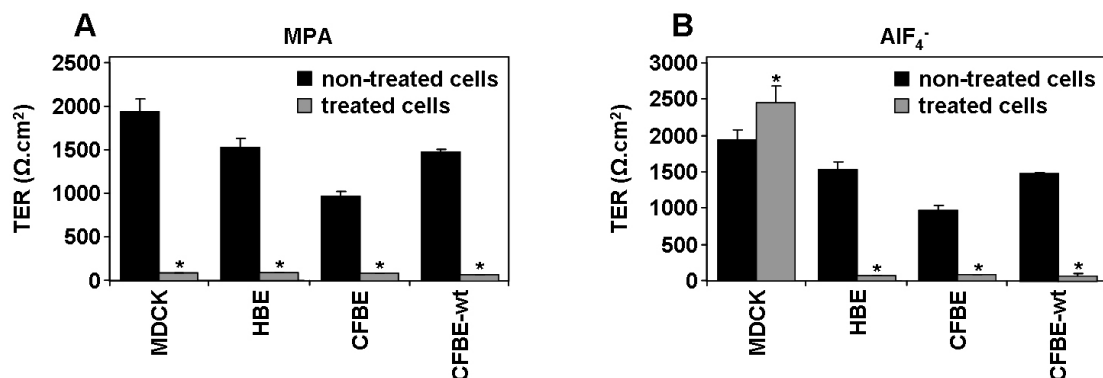 A
MPA
2500
2000
1500
1000
500
0
TER (Ω.cm²)
non-treated cells
treated cells
*
*
*
*
MDCK
HBE
CFBE
CFBE-wt
B
AlF₄⁻
3000
2500
2000
1500
1000
500
0
TER (Ω.cm²)
non-treated cells
treated cells
*
*
*
*
MDCK
HBE
CFBE
CFBE-wt